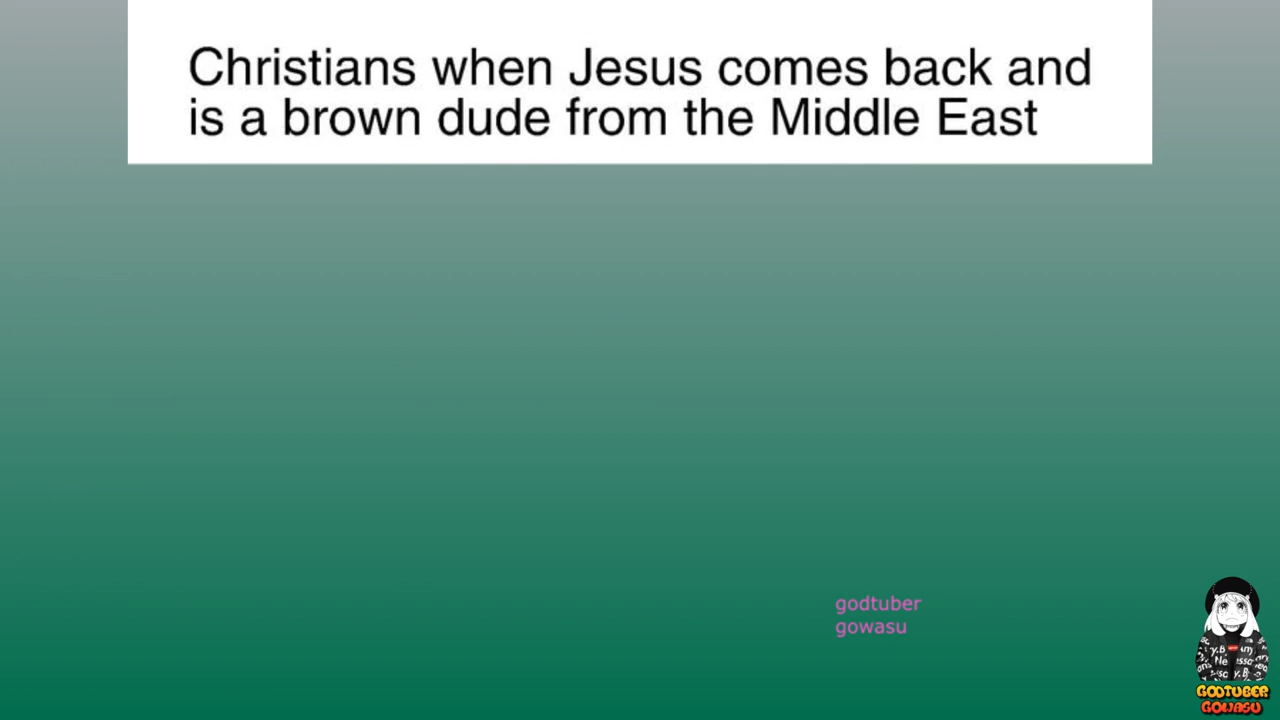 Christians when Jesus comes back and
is a brown dude from the Middle East
godtuber
gowasu
GODTUBER
GOWASU